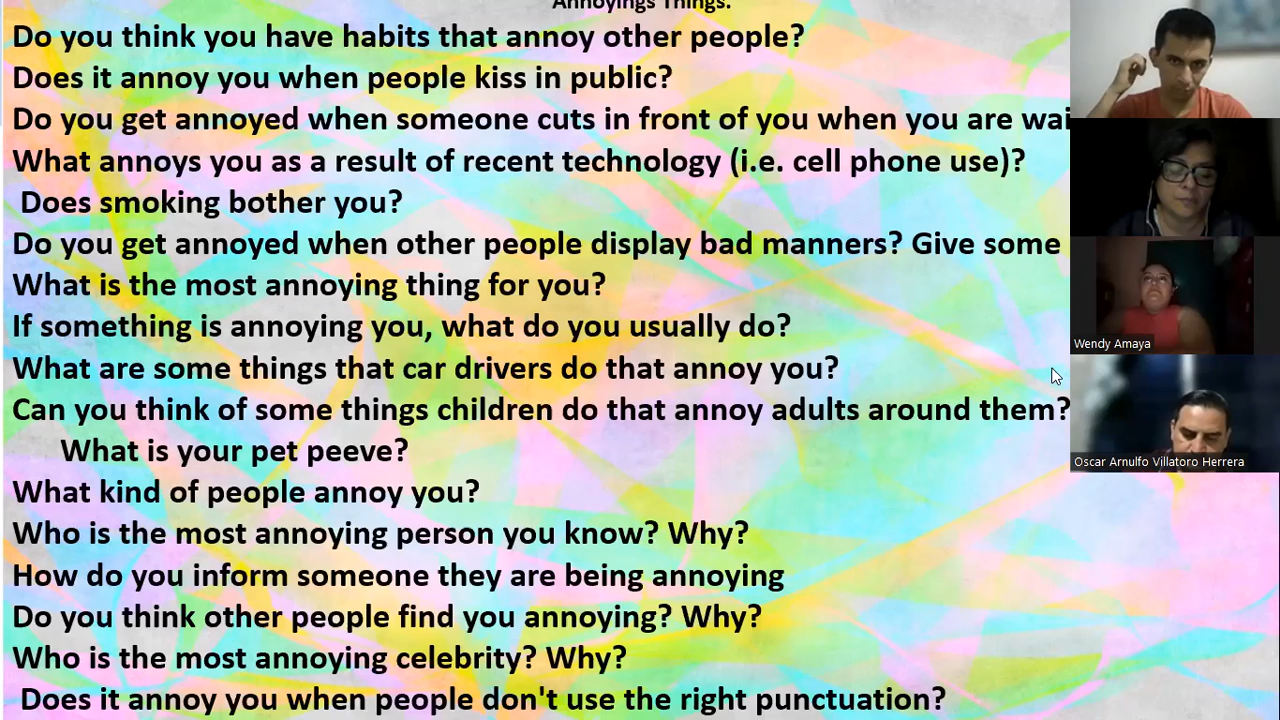 Annoyings Things.
Do you think you have habits that annoy other people?
Does it annoy you when people kiss in public?
Do you get annoyed when someone cuts in front of you when you are wai
What annoys you as a result of recent technology (i.e. cell phone use)?
Does smoking bother you?
Do you get annoyed when other people display bad manners? Give some
What is the most annoying thing for you?
If something is annoying you, what do you usually do?
What are some things that car drivers do that annoy you?
Can you think of some things children do that annoy adults around them?
What is your pet peeve?
What kind of people annoy you?
Who is the most annoying person you know? Why?
How do you inform someone they are being annoying
Do you think other people find you annoying? Why?
Who is the most annoying celebrity? Why?
Does it annoy you when people don't use the right punctuation?
Wendy Amaya
Oscar Arnulfo Villatoro Herrera